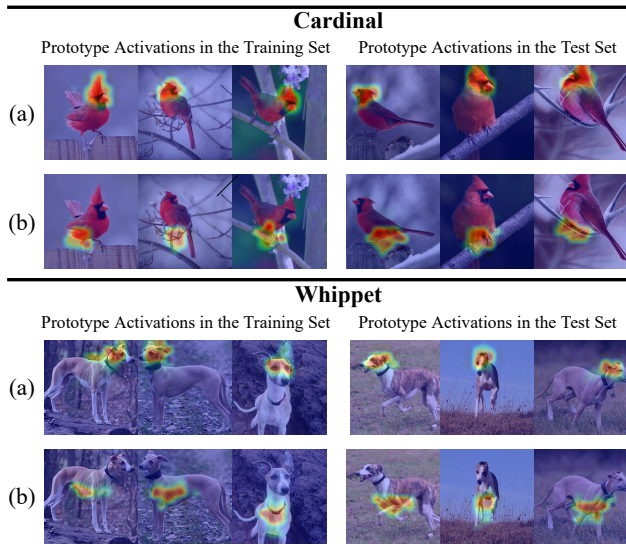 Cardinal
Prototype Activations in the Training Set Prototype Activations in the Test Set
(a)
(b)
Whippet
Prototype Activations in the Training Set Prototype Activations in the Test Set
(a)
(b)